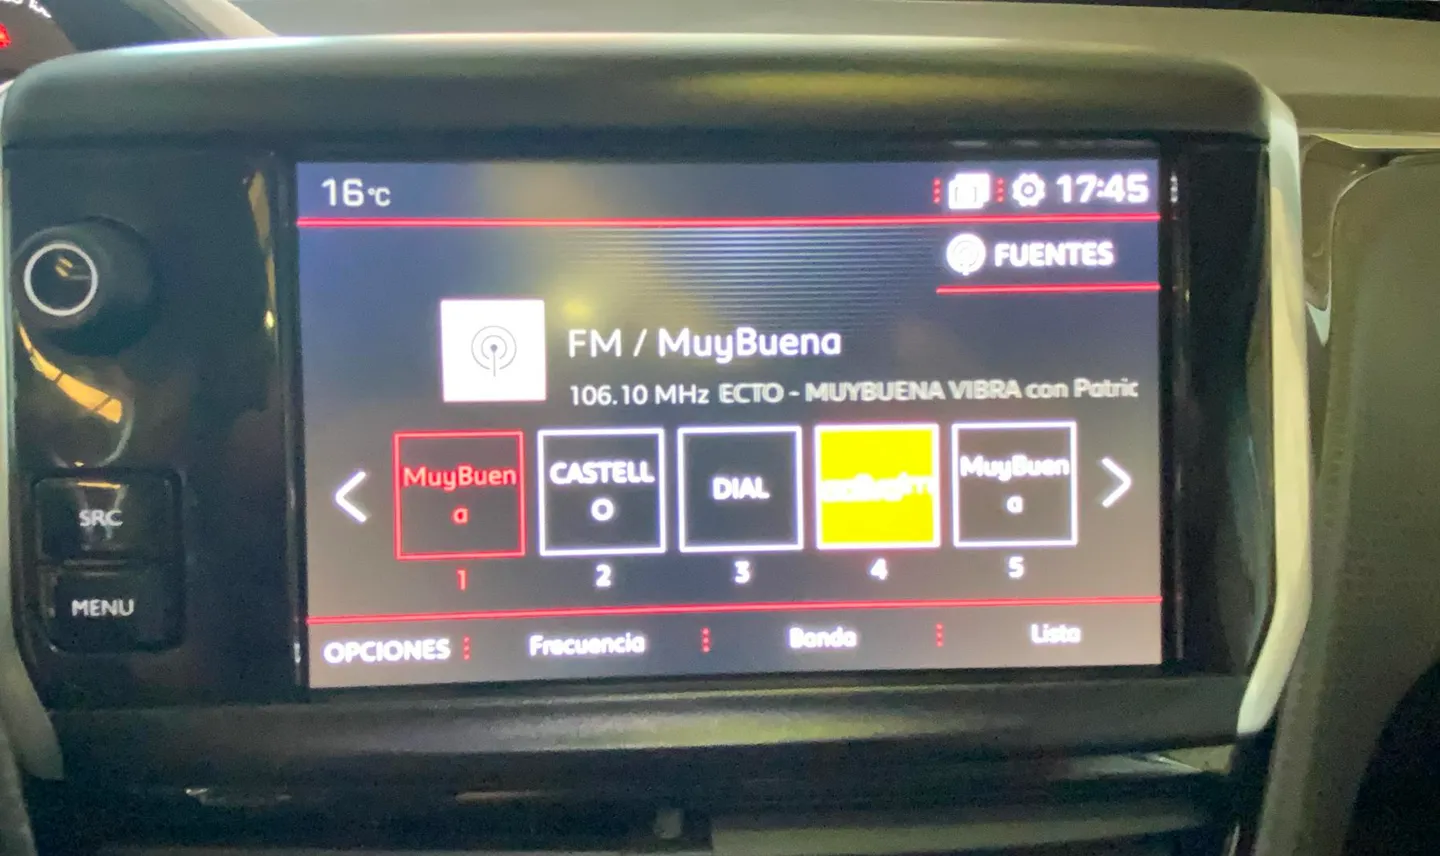 16°C
17:45
FUENTES
FM / MuyBuena
106.10 MHz ECTO - MUYBUENA VIBRA con Patric
MuyBuen
a
CASTELL
O
DIAL
MuyBuen
a
1
2
3
4
5
SRC
MENU
OPCIONES
Frecuencia
Banda
Lista